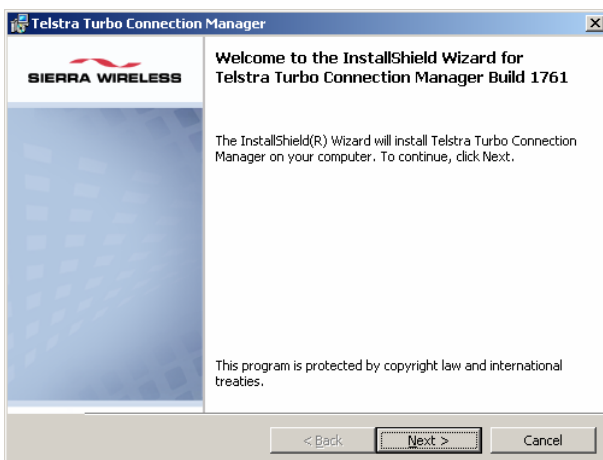 Telstra Turbo Connection Manager
SIERRA WIRELESS
Welcome to the InstallShield Wizard for
Telstra Turbo Connection Manager Build 1761
The InstallShield(R) Wizard will install Telstra Turbo Connection
Manager on your computer. To continue, click Next.
This program is protected by copyright law and international
treaties.
< Back
Next >
Cancel